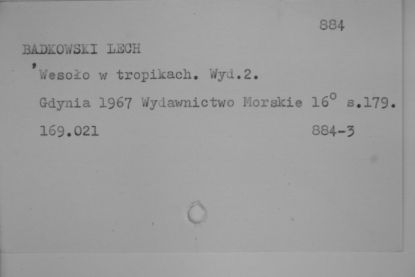 884
BADKOWSKI LECH
'Wesoło w tropikach. Wyd.2.
Gdynia 1967 Wydawnictwo Morskie 16° s.179.
169.021 884-3